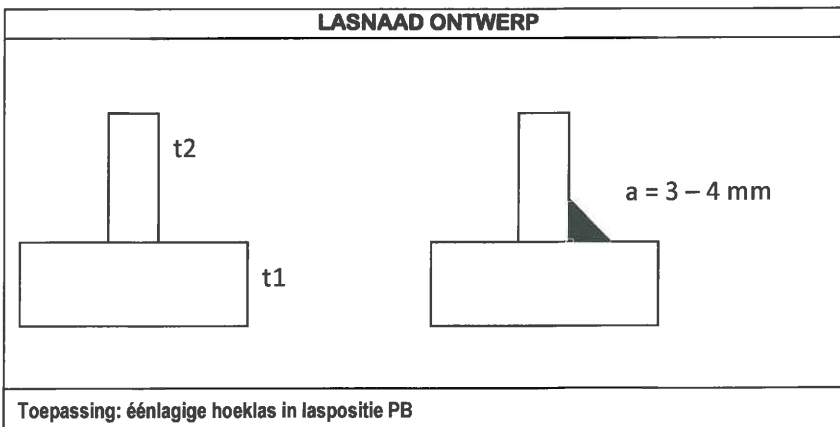 LASNAAD ONTWERP
t2
a = 3 – 4 mm
t1
Toepassing: éénlagige hoeklas in laspositie PB